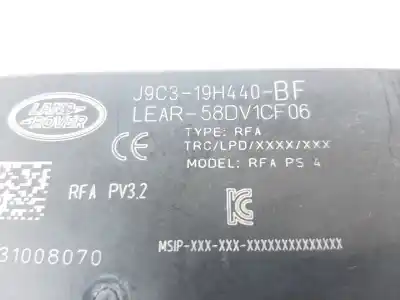 LAND
ROVER
J9C3-19H440-BF
LEAR-58DV1CF06
TYPE: RFA
TRC/LPD/XXXX/XXX
MODEL: RFA PS 4
CE
RFA PV3.2
31008070
MSIP-XXX-XXX-XXXXXXXXXXXXXX